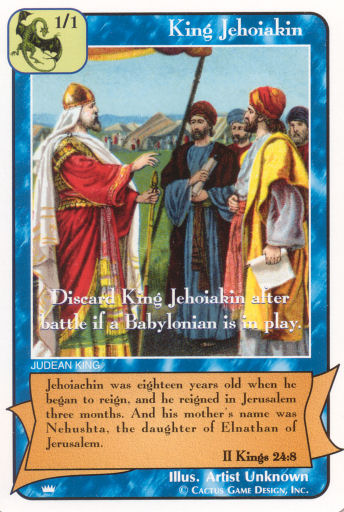 1/1
King Jehoiakin
Discard King Jehoiakin after
battle if a Babylonian is in play.
JUDEAN KING
Jehoiachin was eighteen years old when he
began to reign, and he reigned in Jerusalem
three months. And his mother's name was
Nehushta, the daughter of Elnathan of
Jerusalem.
II Kings 24:8
Illus. Artist Unknown
© CACTUS GAME DESIGN, INC.